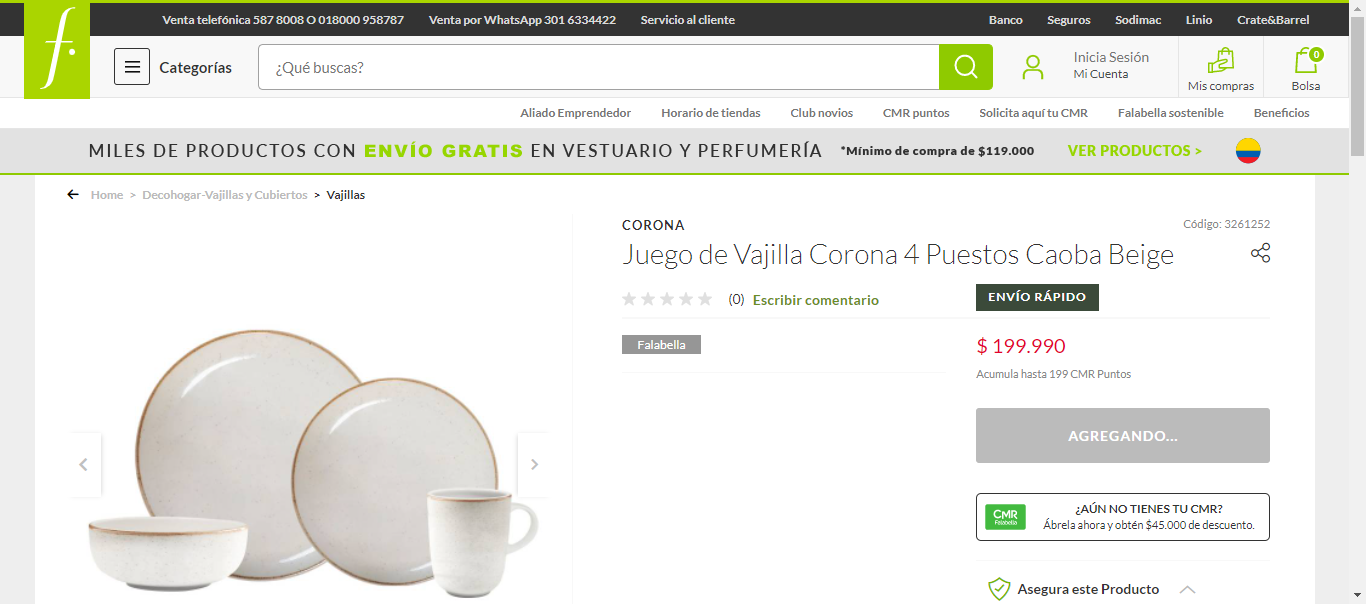 Venta telefónica 587 8008 O 018000 958787 Venta por WhatsApp 301 6334422 Servicio al cliente Banco Seguros Sodimac Linio Crate&Barrel
f.
Categorías ¿Qué buscas? Inicia Sesión
Mi Cuenta
Mis compras
0
Bolsa
Aliado Emprendedor Horario de tiendas Club novios CMR puntos Solicita aquí tu CMR Falabella sostenible Beneficios
MILES DE PRODUCTOS CON ENVÍO GRATIS EN VESTUARIO Y PERFUMERÍA *Mínimo de compra de $119.000 VER PRODUCTOS >
Home > Decohogar-Vajillas y Cubiertos > Vajillas
CORONA
Código: 3261252
Juego de Vajilla Corona 4 Puestos Caoba Beige
(0) Escribir comentario
ENVÍO RÁPIDO
Falabella
$ 199.990
Acumula hasta 199 CMR Puntos
AGREGANDO...
CMR
Falabella
¿AÚN NO TIENES TU CMR?
Ábrela ahora y obtén $45.000 de descuento.
Asegura este Producto